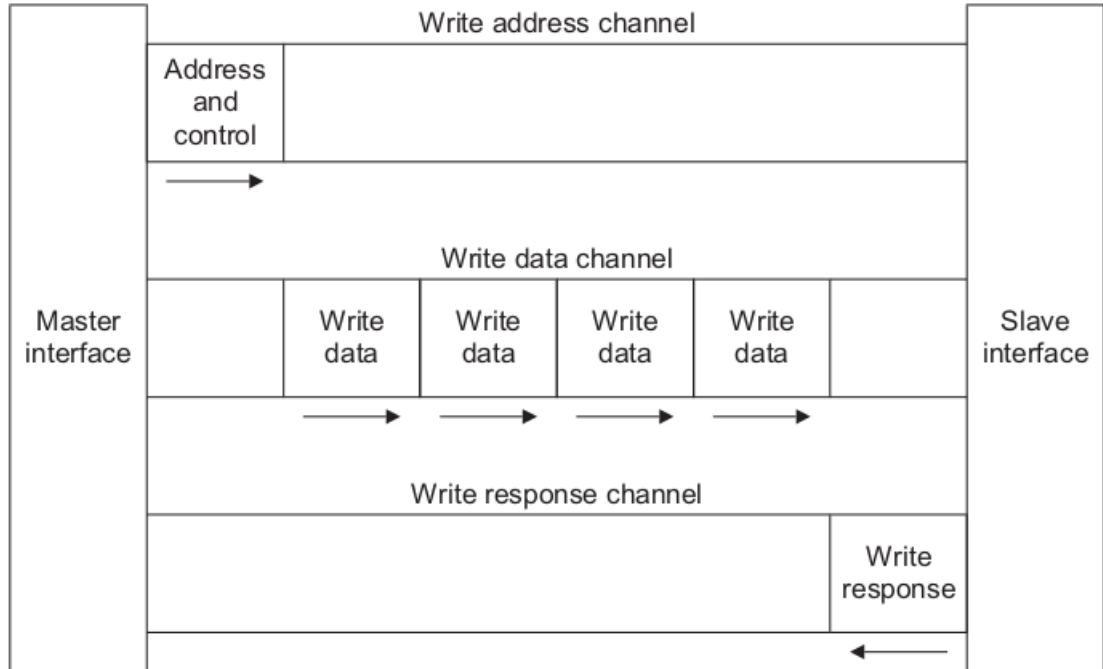 Write address channel
Address
and
control
Write data channel
Master
interface
Write
data
Write
data
Write
data
Write
data
Slave
interface
Write response channel
Write
response